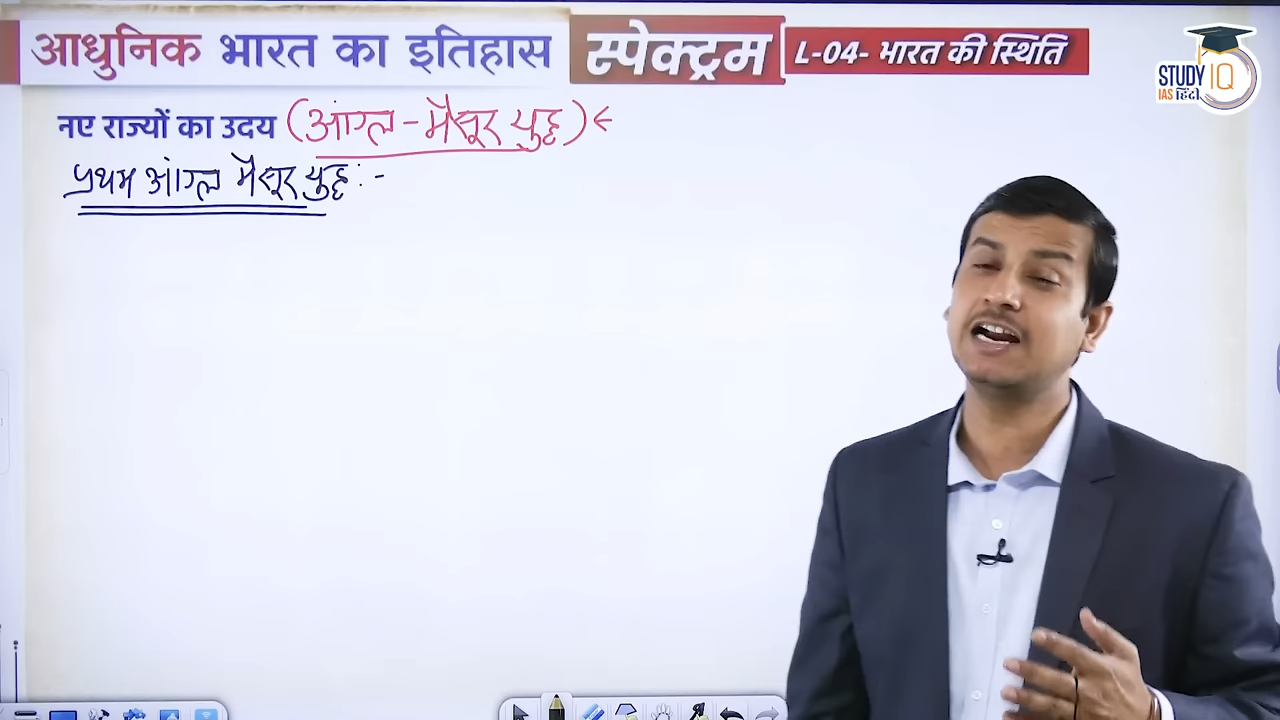 आधुनिक भारत का इतिहास स्पेक्ट्रम L-04- भारत की स्थिति
STUDY IQ
IAS हिंदी
नए राज्यों का उदय (आंग्ल-मैसूर युद्ध)←
प्रथम आंग्ल मैसूर युद्ध:-